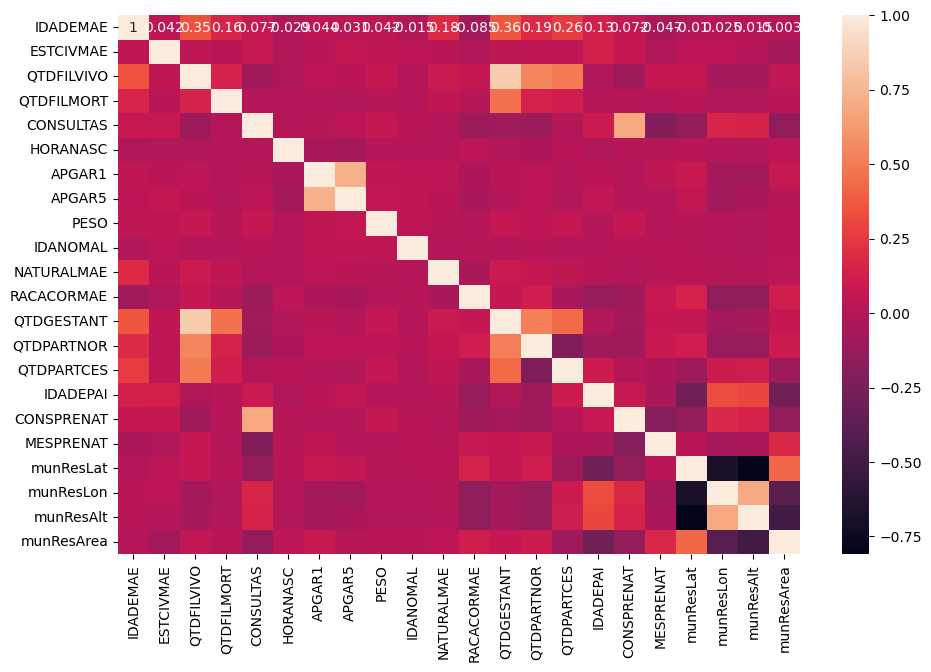 IDADEMAE 1 0.042 0.35 0.16 0.077 0.029 0.044 0.031 0.042 -0.015 0.18 0.085 0.36 0.19 0.26 0.13 0.072 -0.047 -0.01 0.025 0.015 0.003
ESTCIVMAE
QTDFILVIVO
QTDFILMORT
CONSULTAS
HORANASC
APGAR1
APGAR5
PESO
IDANOMAL
NATURALMAE
RACACORMAE
QTDGESTANT
QTDPARTNOR
QTDPARTCES
IDADEPAI
CONSPRENAT
MESPRENAT
munResLat
munResLon
munResAlt
munResArea
IDADEMAE
ESTCIVMAE
QTDFILVIVO
QTDFILMORT
CONSULTAS
HORANASC
APGAR1
APGAR5
PESO
IDANOMAL
NATURALMAE
RACACORMAE
QTDGESTANT
QTDPARTNOR
QTDPARTCES
IDADEPAI
CONSPRENAT
MESPRENAT
munResLat
munResLon
munResAlt
munResArea
1.00
0.75
0.50
0.25
0.00
−0.25
−0.50
−0.75